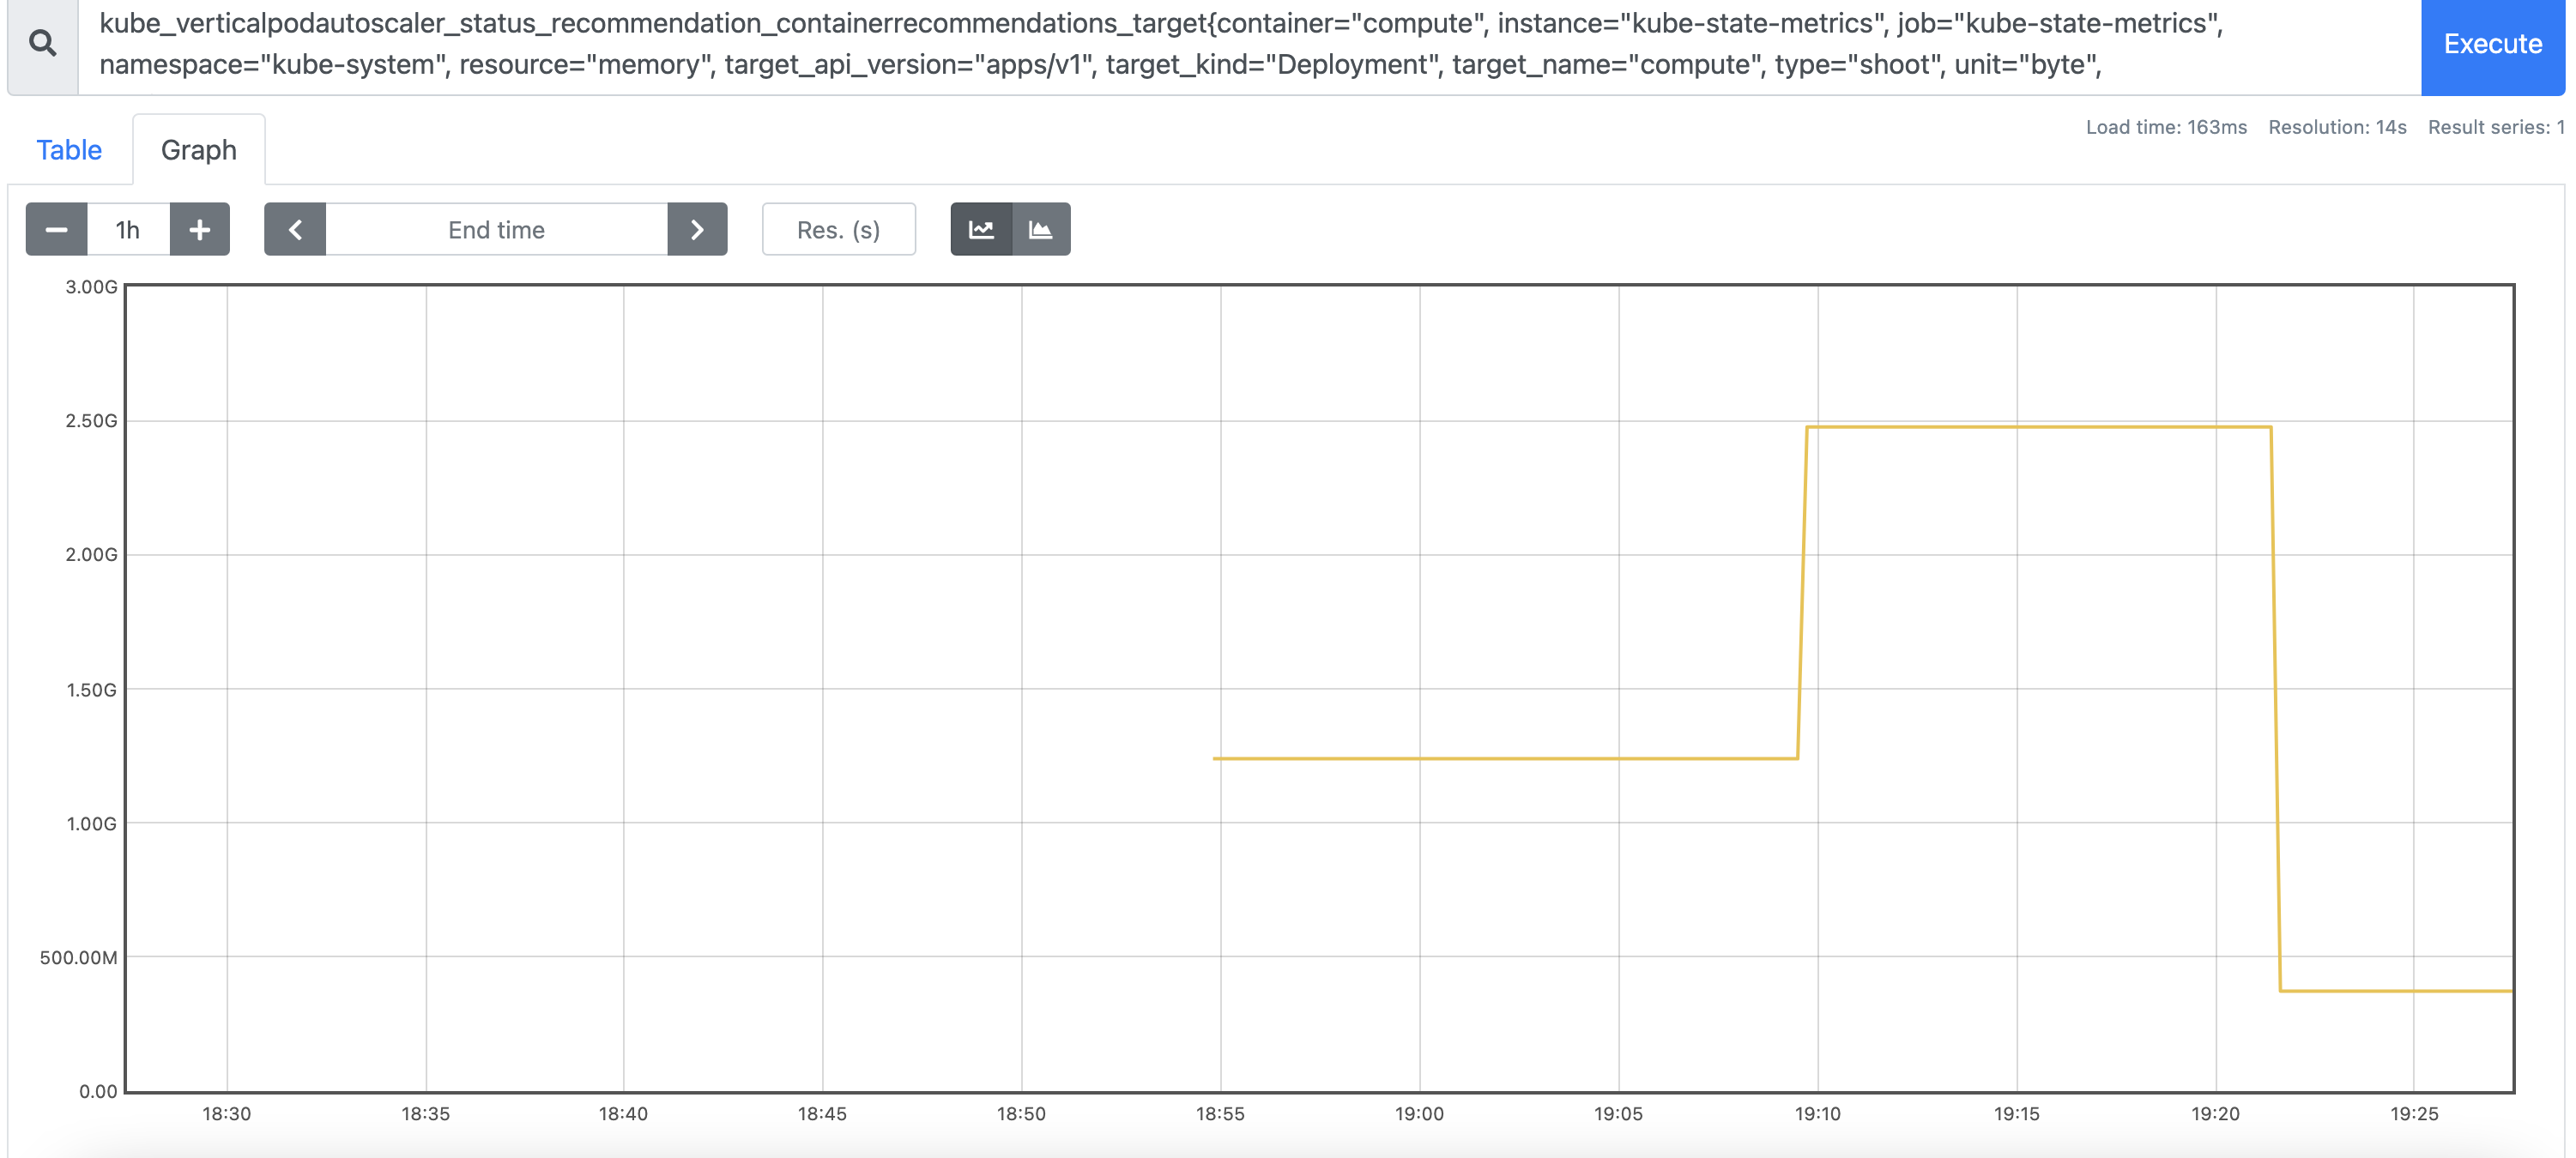 kube_verticalpodautoscaler_status_recommendation_containerrecommendations_target{container="compute", instance="kube-state-metrics", job="kube-state-metrics",
namespace="kube-system", resource="memory", target_api_version="apps/v1", target_kind="Deployment", target_name="compute", type="shoot", unit="byte",
Execute
Table
Graph
Load time: 163ms Resolution: 14s Result series: 1
1h
End time
Res. (s)
3.00G
2.50G
2.00G
1.50G
1.00G
500.00M
0.00
18:30 18:35 18:40 18:45 18:50 18:55 19:00 19:05 19:10 19:15 19:20 19:25